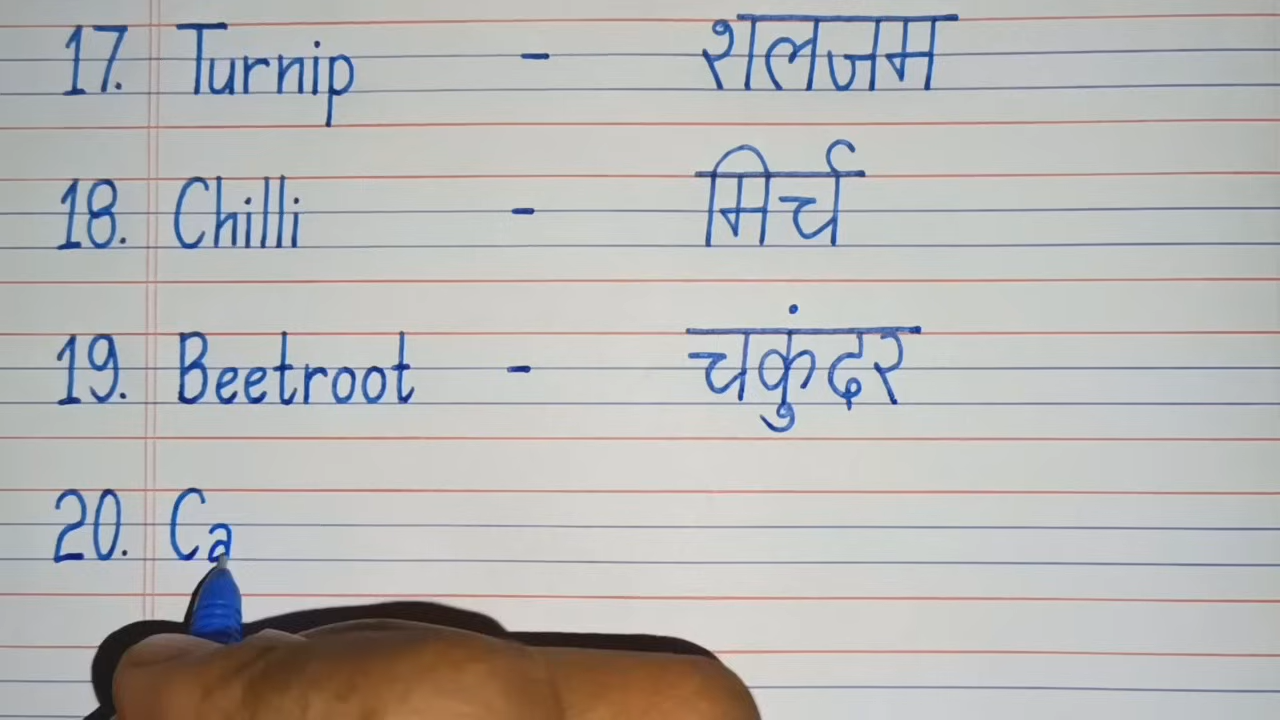 17. Turnip - शलजम
18. Chilli - मिर्च
19. Beetroot - चकुंदर
20. Ca